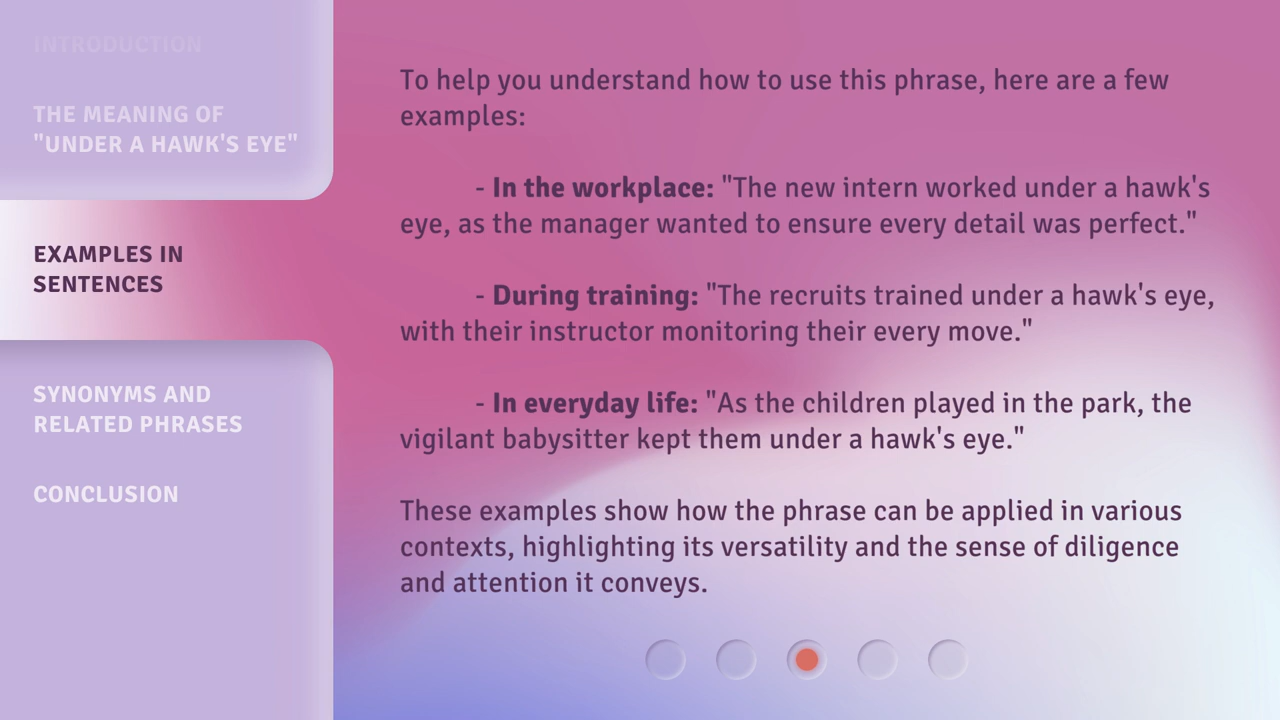 INTRODUCTION
THE MEANING OF
"UNDER A HAWK'S EYE"
EXAMPLES IN
SENTENCES
SYNONYMS AND
RELATED PHRASES
CONCLUSION
To help you understand how to use this phrase, here are a few
examples:
- In the workplace: "The new intern worked under a hawk's
eye, as the manager wanted to ensure every detail was perfect."
- During training: "The recruits trained under a hawk's eye,
with their instructor monitoring their every move."
- In everyday life: "As the children played in the park, the
vigilant babysitter kept them under a hawk's eye."
These examples show how the phrase can be applied in various
contexts, highlighting its versatility and the sense of diligence
and attention it conveys.